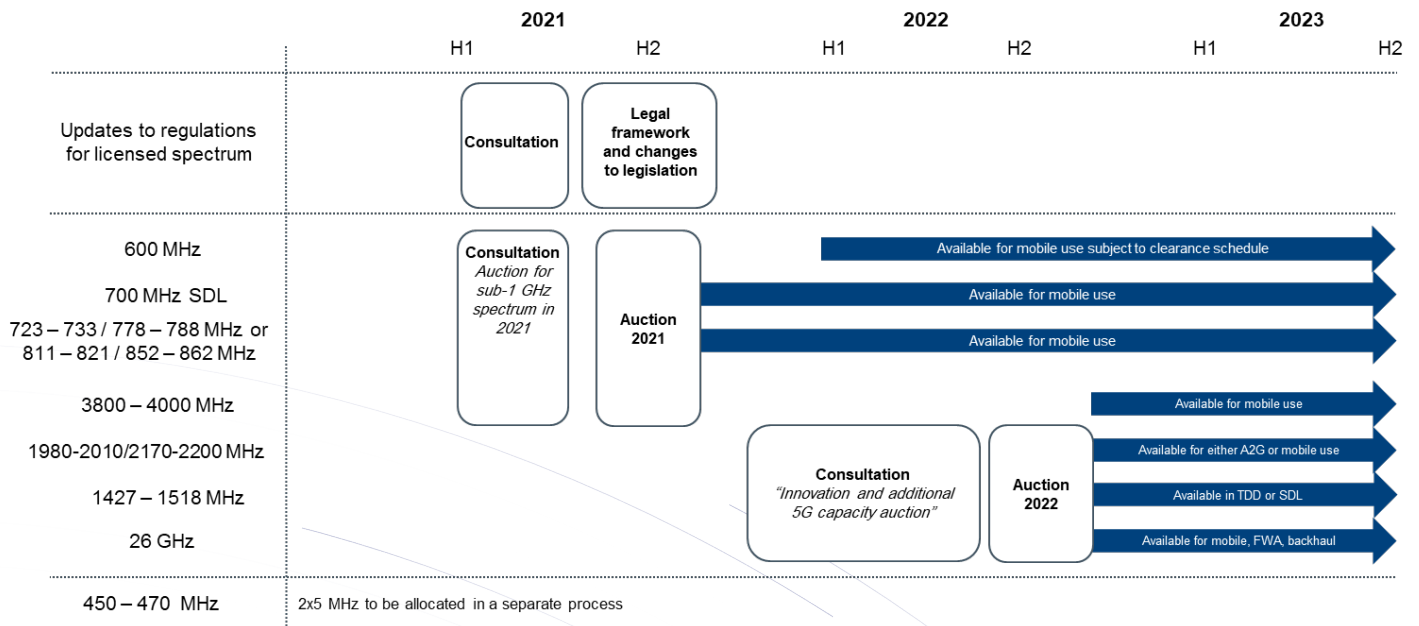 2021
2022
2023
H1
H2
H1
H2
H1
H2
Updates to regulations
for licensed spectrum
Consultation
Legal
framework
and changes
to legislation
600 MHz
Consultation
Auction for
sub-1 GHz
spectrum in
2021
Auction
2021
Available for mobile use subject to clearance schedule
700 MHz SDL
Available for mobile use
723 – 733 / 778 – 788 MHz or
811 – 821 / 852 – 862 MHz
Available for mobile use
3800 – 4000 MHz
Available for mobile use
1980-2010/2170-2200 MHz
Consultation
"Innovation and additional
5G capacity auction"
Auction
2022
Available for either A2G or mobile use
1427 – 1518 MHz
Available in TDD or SDL
26 GHz
Available for mobile, FWA, backhaul
450 – 470 MHz
2x5 MHz to be allocated in a separate process